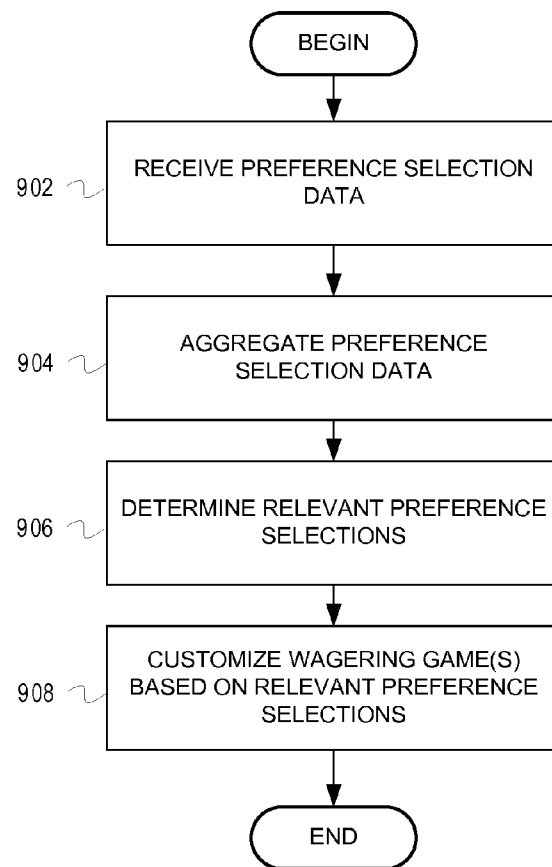 BEGIN
902
RECEIVE PREFERENCE SELECTION
DATA
904
AGGREGATE PREFERENCE
SELECTION DATA
906
DETERMINE RELEVANT PREFERENCE
SELECTIONS
908
CUSTOMIZE WAGERING GAME(S)
BASED ON RELEVANT PREFERENCE
SELECTIONS
END